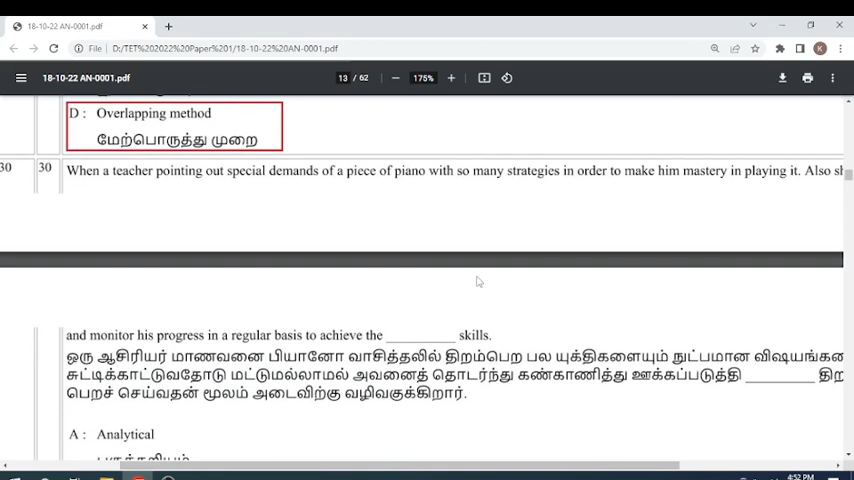 18-10-22 AN-0001.pdf
File D:/TET%202022%20Paper%201/18-10-22%20AN-0001.pdf
K
18-10-22 AN-0001.pdf
13 / 62
175%
D : Overlapping method
மேற்பொருத்து முறை
30 30 When a teacher pointing out special demands of a piece of piano with so many strategies in order to make him mastery in playing it. Also
and monitor his progress in a regular basis to achieve the __________ skills.
ஒரு ஆசிரியர் மாணவனை பியானோ வாசித்தலில் திறம்பெற பல யுக்திகளையும் நுட்பமான
சுட்டிக்காட்டுவதோடு மட்டுமல்லாமல் அவனைத் தொடர்ந்து கண்காணித்து ஊக்கப்படுத்தி __________
பெறச் செய்வதன் மூலம் அடைவிற்கு வழிவகுக்கிறார்.
A : Analytical
4:52 PM